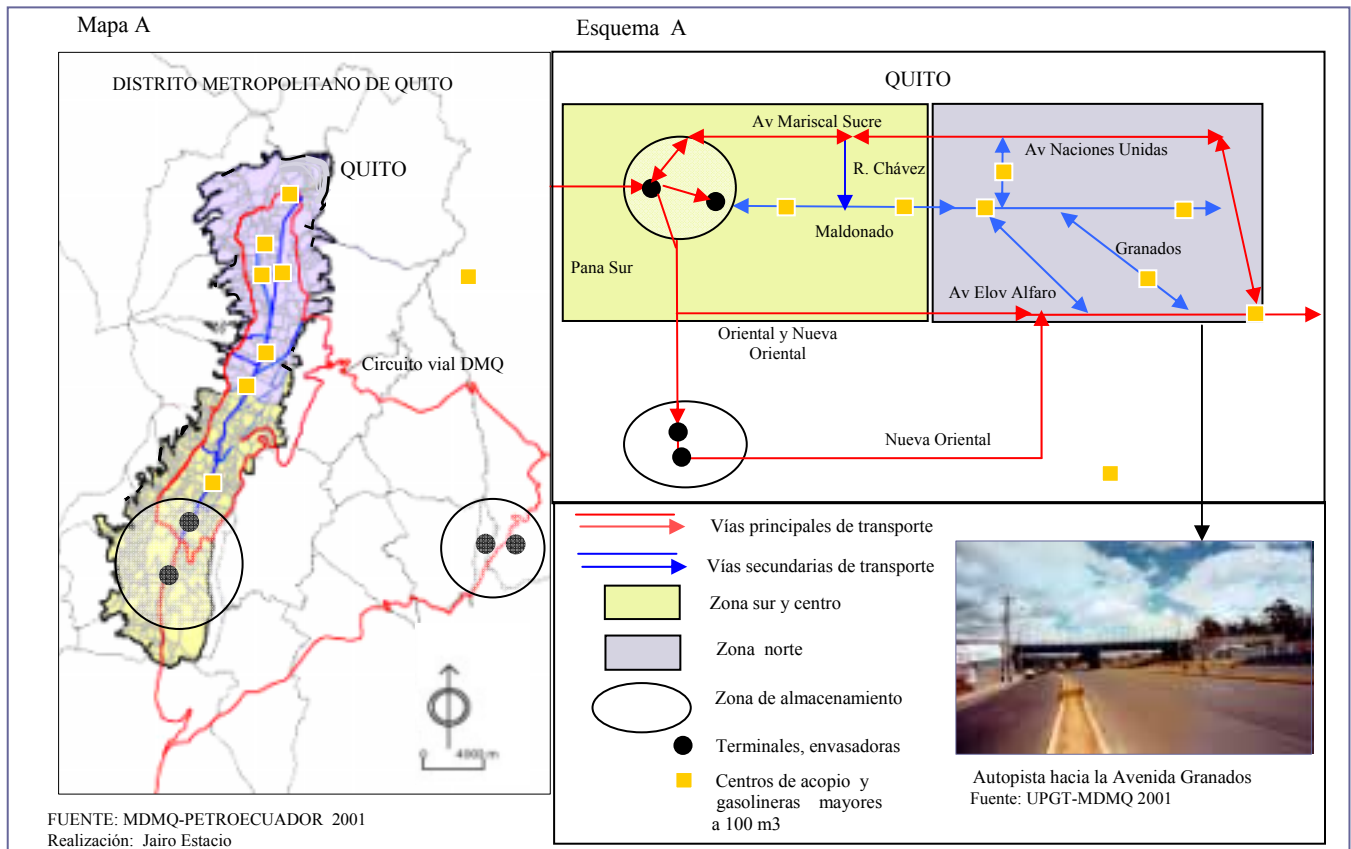 Mapa A
Esquema A
DISTRITO METROPOLITANO DE QUITO
QUITO
Circuito vial DMQ
0 4000 m
FUENTE: MDMQ-PETROECUADOR 2001
Realización: Jairo Estacio
QUITO
Av Mariscal Sucre
Av Naciones Unidas
R. Chávez
Maldonado
Granados
Pana Sur
Av Elov Alfaro
Oriental y Nueva
Oriental
Nueva Oriental
Vías principales de transporte
Vías secundarias de transporte
Zona sur y centro
Zona norte
Zona de almacenamiento
Terminales, envasadoras
Centros de acopio y
gasolineras mayores
a 100 m3
Autopista hacia la Avenida Granados
Fuente: UPGT-MDMQ 2001